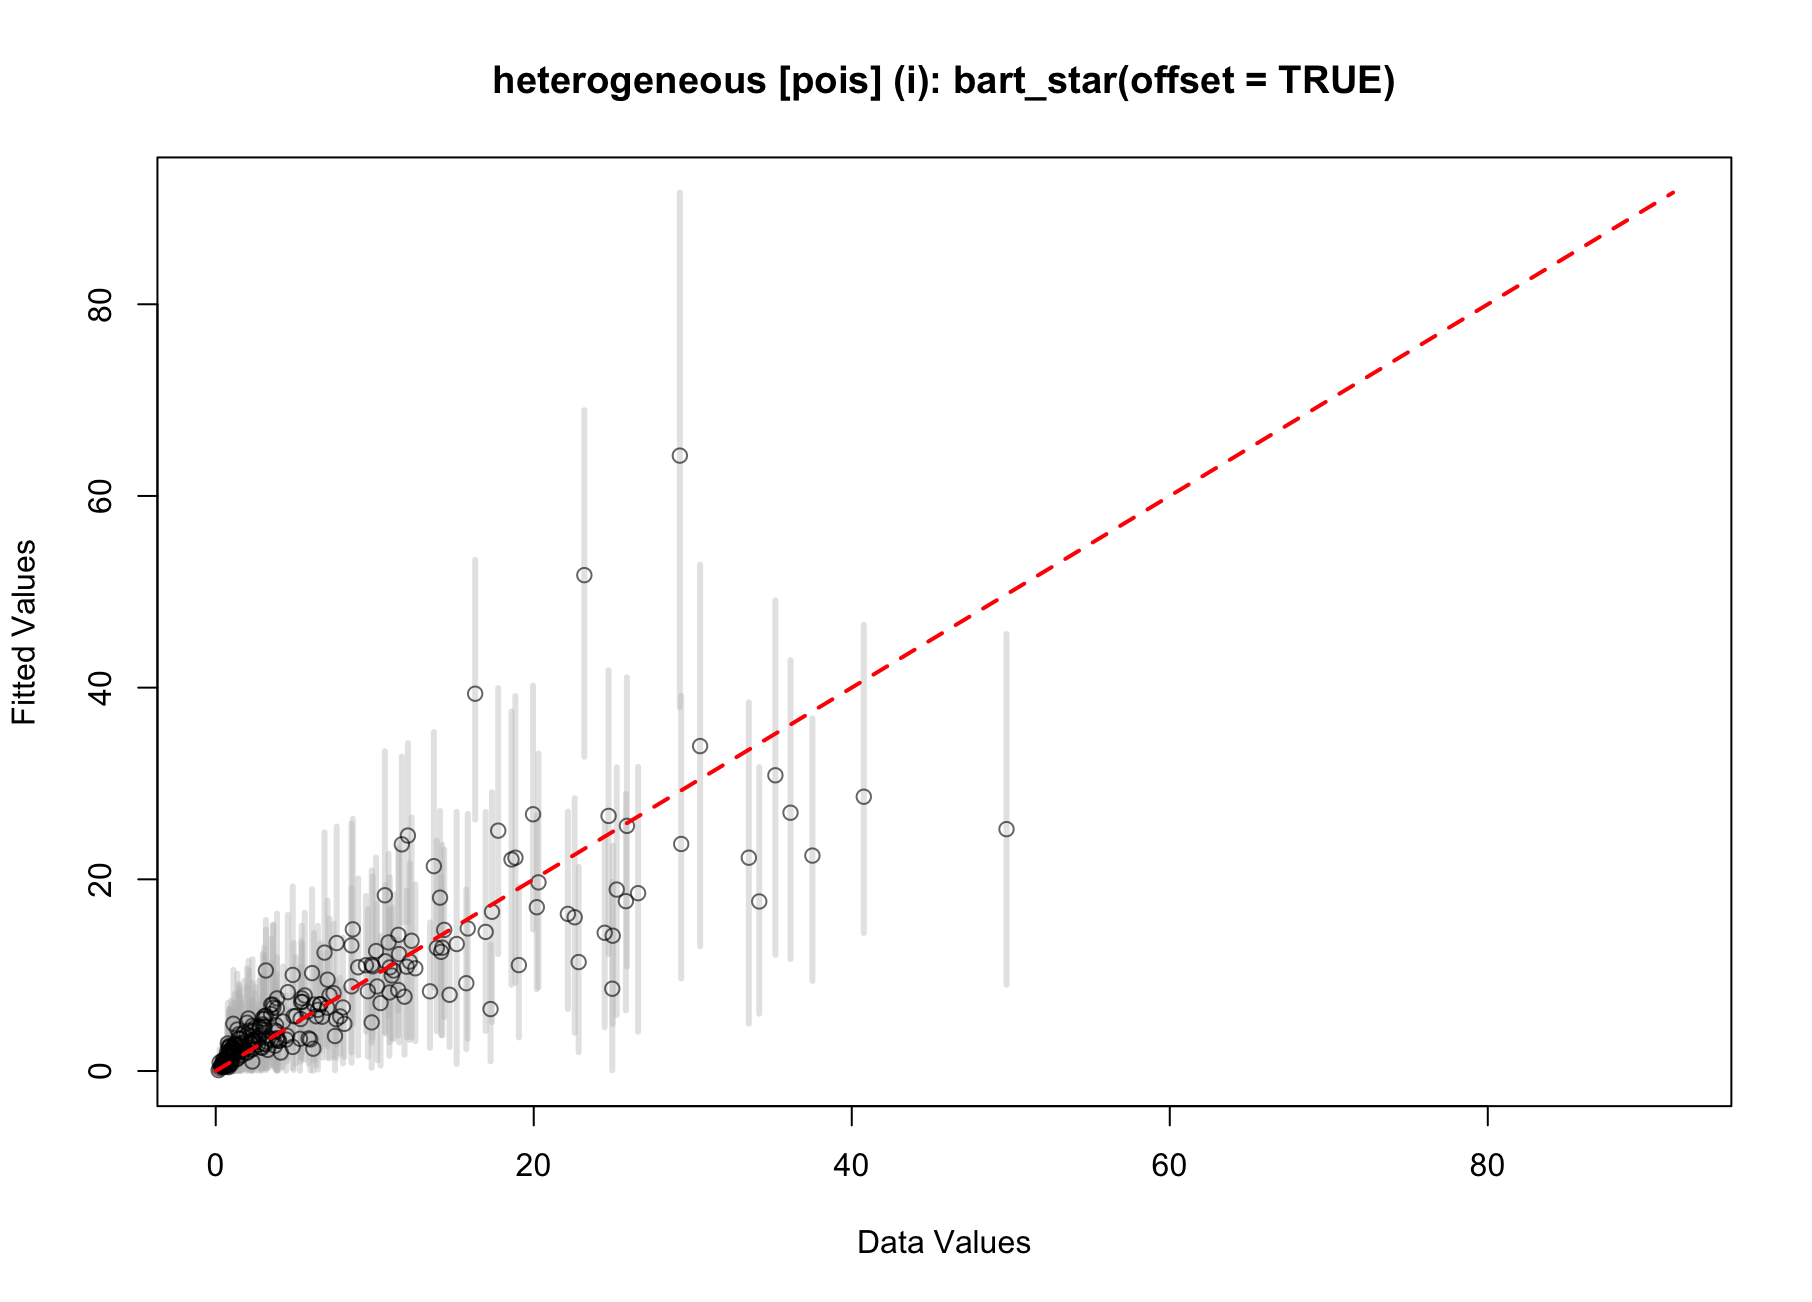 heterogeneous [pois] (i): bart_star(offset = TRUE)
Fitted Values
80
60
40
20
0
0 20 40 60 80
Data Values